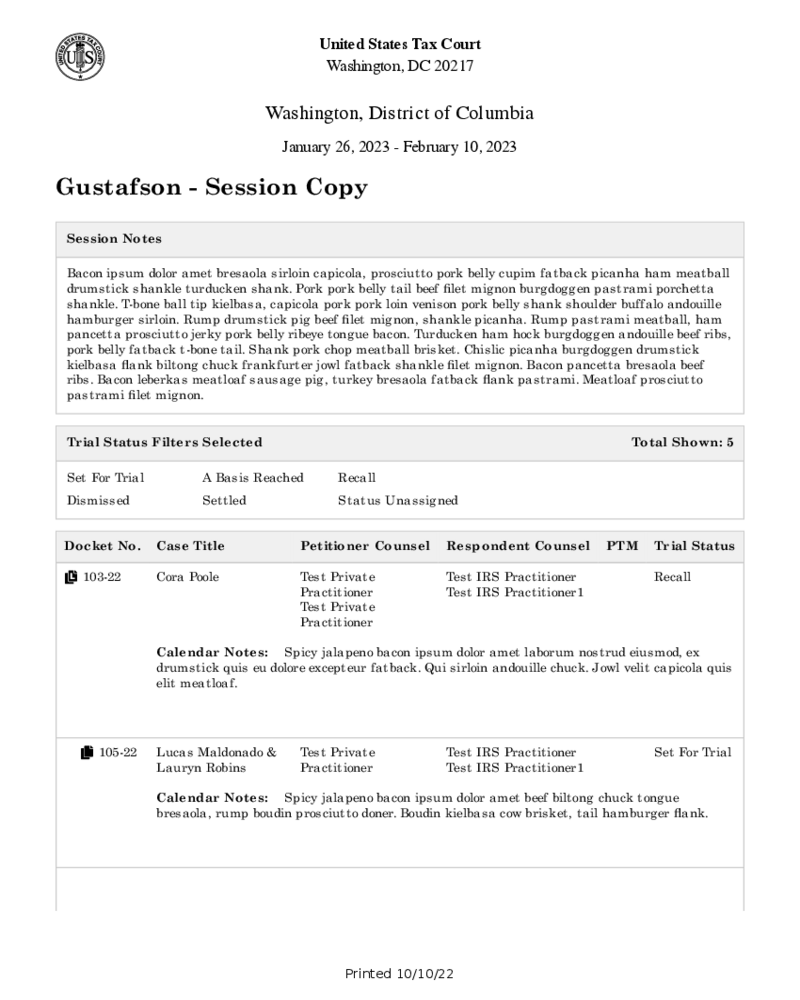 United States Tax Court
Washington, DC 20217
Washington, District of Columbia
January 26, 2023 - February 10, 2023
Gustafson - Session Copy
Session Notes
Bacon ipsum dolor amet bresaola sirloin capicola, prosciutto pork belly cupim fatback picanha ham meatball
drumstick shankle turducken shank. Pork pork belly tail beef filet mignon burgdoggen pastrami porchetta
shankle. T-bone ball tip kielbasa, capicola pork pork loin venison pork belly shank shoulder buffalo andouille
hamburger sirloin. Rump drumstick pig beef filet mignon, shankle picanha. Rump pastrami meatball, ham
pancetta prosciutto jerky pork belly ribeye tongue bacon. Turducken ham hock burgdoggen andouille beef ribs,
pork belly fatback t-bone tail. Shank pork chop meatball brisket. Chislic picanha burgdoggen drumstick
kielbasa flank biltong chuck frankfurter jowl fatback shankle filet mignon. Bacon pancetta bresaola beef
ribs. Bacon leberkas meatloaf sausage pig, turkey bresaola fatback flank pastrami. Meatloaf prosciutto
pastrami filet mignon.
Trial Status Filters Selected Total Shown: 5
Set For Trial A Basis Reached Recall
Dismissed Settled Status Unassigned
Docket No. Case Title Petitioner Counsel Respondent Counsel PTM Trial Status
103-22 Cora Poole Test Private Test IRS Practitioner Recall
Practitioner Test IRS Practitioner1
Test Private
Practitioner
Calendar Notes: Spicy jalapeno bacon ipsum dolor amet laborum nostrud eiusmod, ex
drumstick quis eu dolore excepteur fatback. Qui sirloin andouille chuck. Jowl velit capicola quis
elit meatloaf.
105-22 Lucas Maldonado & Test Private Test IRS Practitioner Set For Trial
Lauryn Robins Practitioner Test IRS Practitioner1
Calendar Notes: Spicy jalapeno bacon ipsum dolor amet beef biltong chuck tongue
bresaola, rump boudin prosciutto doner. Boudin kielbasa cow brisket, tail hamburger flank.
Printed 10/10/22